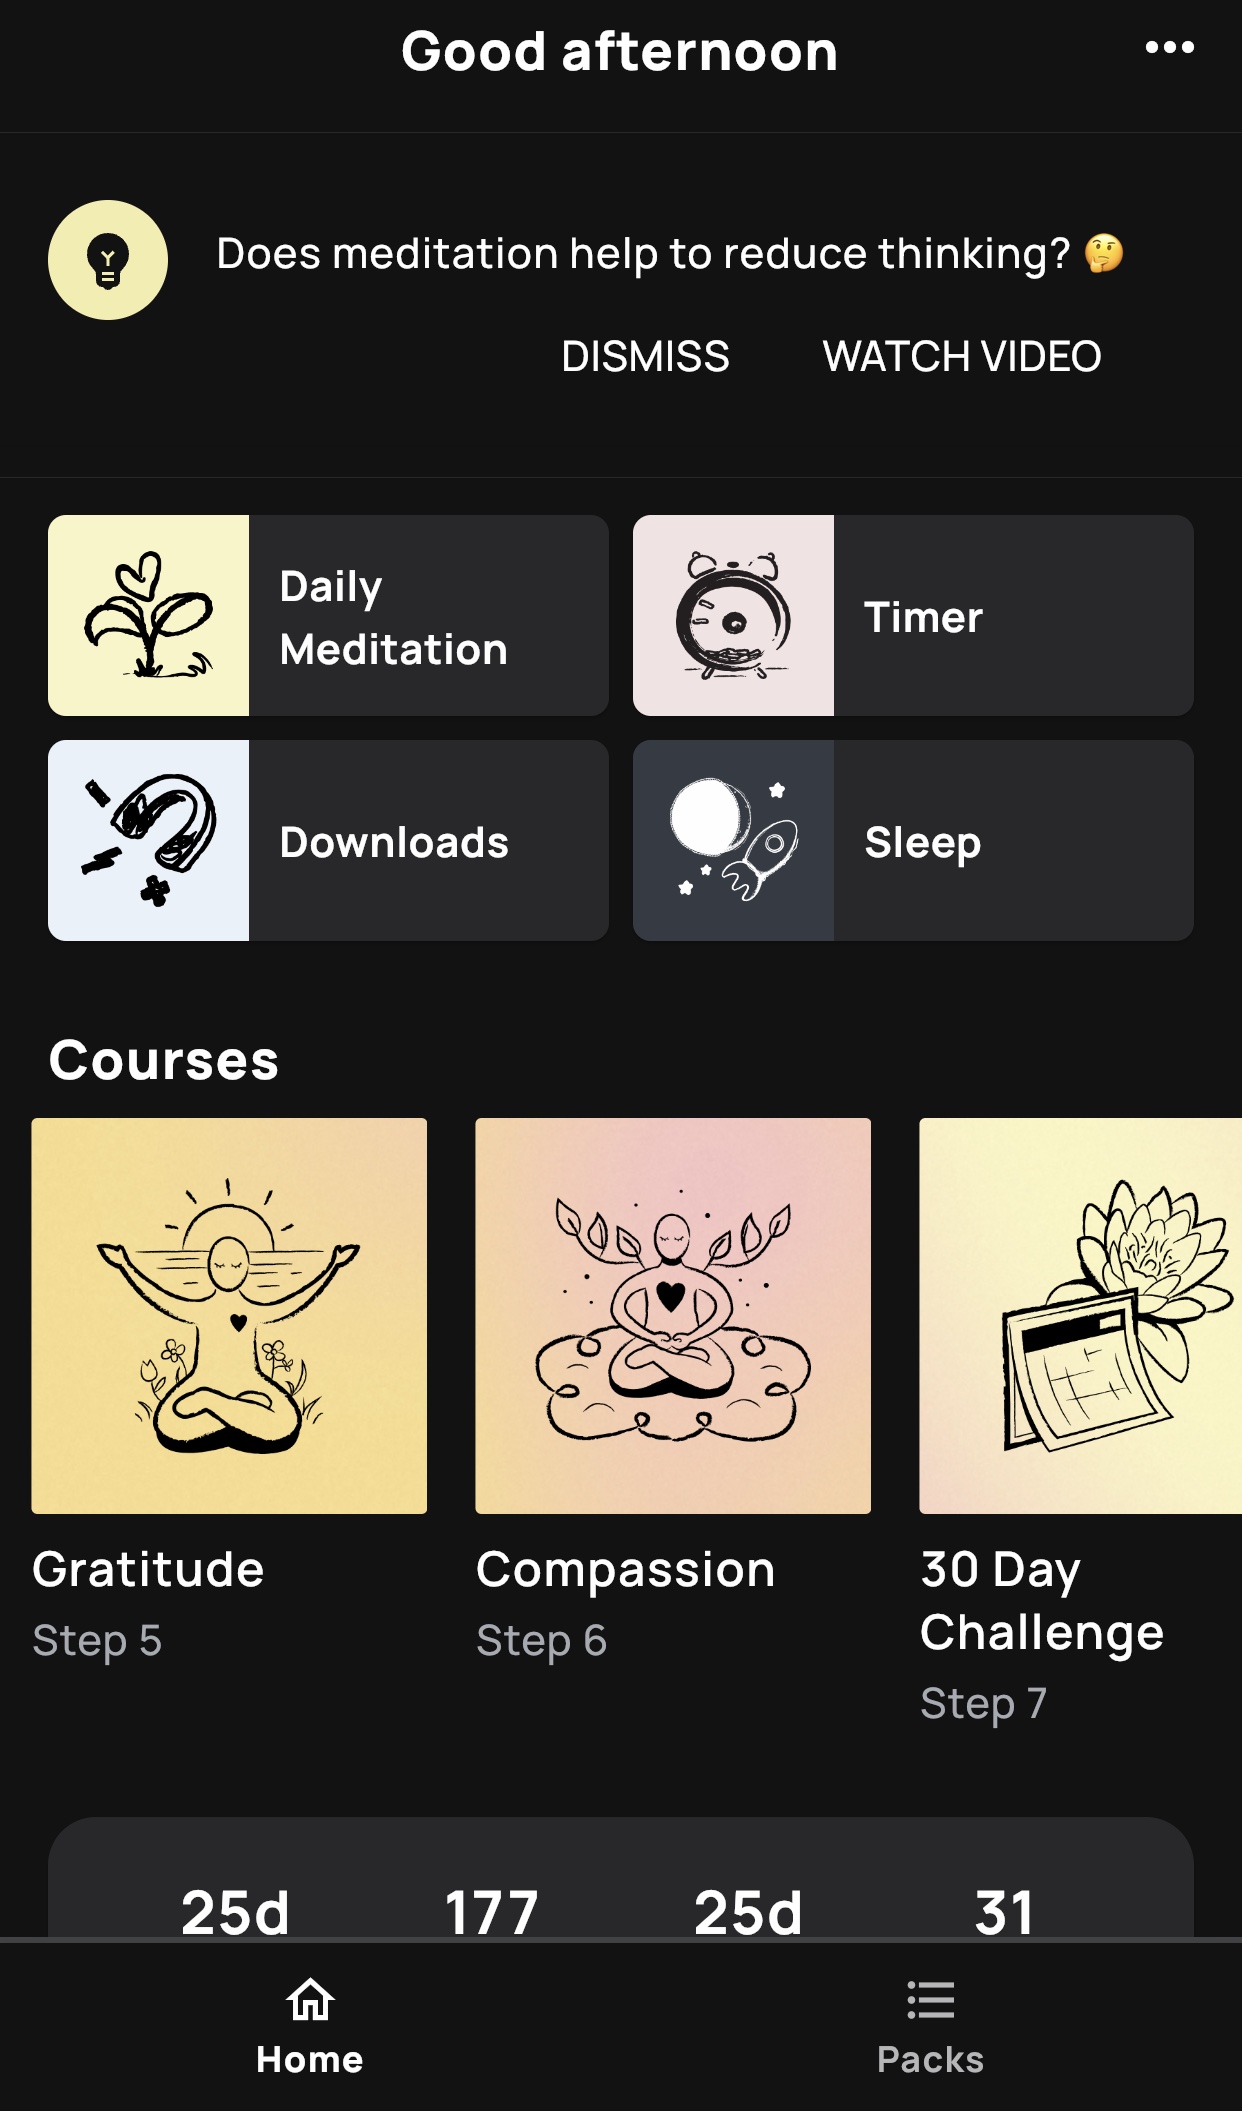 Good afternoon
Does meditation help to reduce thinking? 🤔
DISMISS WATCH VIDEO
Daily
Meditation
Timer
Downloads
Sleep
Courses
Gratitude
Step 5
Compassion
Step 6
30 Day
Challenge
Step 7
25d 177 25d 31
Home
Packs